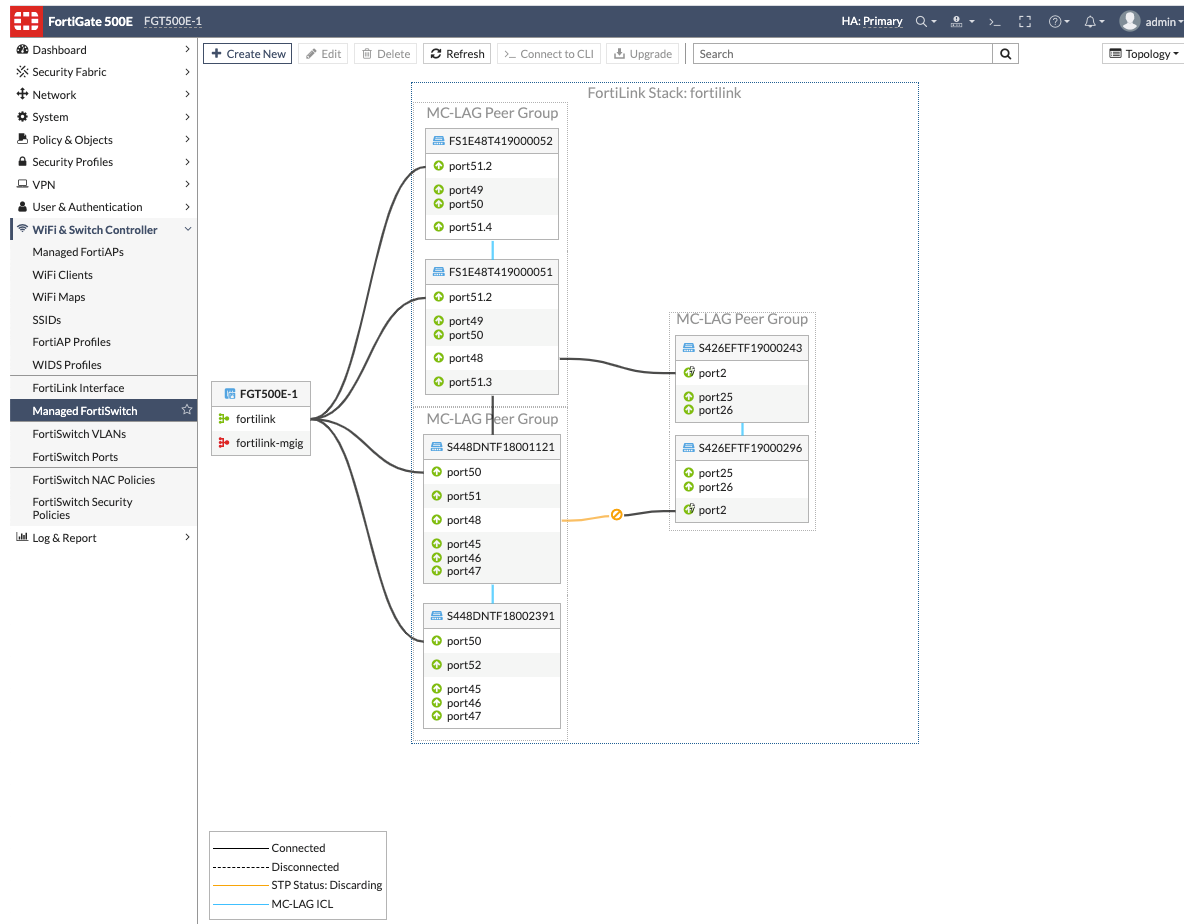 FortiGate 500E
FGT500E-1
HA: Primary
admin
Dashboard
Security Fabric
Network
System
Policy & Objects
Security Profiles
VPN
User & Authentication
WiFi & Switch Controller
Managed FortiAPs
WiFi Clients
WiFi Maps
SSIDs
FortiAP Profiles
WIDS Profiles
FortiLink Interface
Managed FortiSwitch
FortiSwitch VLANs
FortiSwitch Ports
FortiSwitch NAC Policies
FortiSwitch Security
Policies
Log & Report
Create New
Edit
Delete
Refresh
Connect to CLI
Upgrade
Search
Topology
FortiLink Stack: fortilink
MC-LAG Peer Group
FS1E48T419000052
port51.2
port49
port50
port51.4
FS1E48T419000051
port51.2
port49
port50
port48
port51.3
MC-LAG Peer Group
S448DNTF18001121
port50
port51
port48
port45
port46
port47
S448DNTF18002391
port50
port52
port45
port46
port47
FGT500E-1
fortilink
fortilink-mgig
MC-LAG Peer Group
S426EFTF19000243
port2
port25
port26
S426EFTF19000296
port25
port26
port2
Connected
Disconnected
STP Status: Discarding
MC-LAG ICL